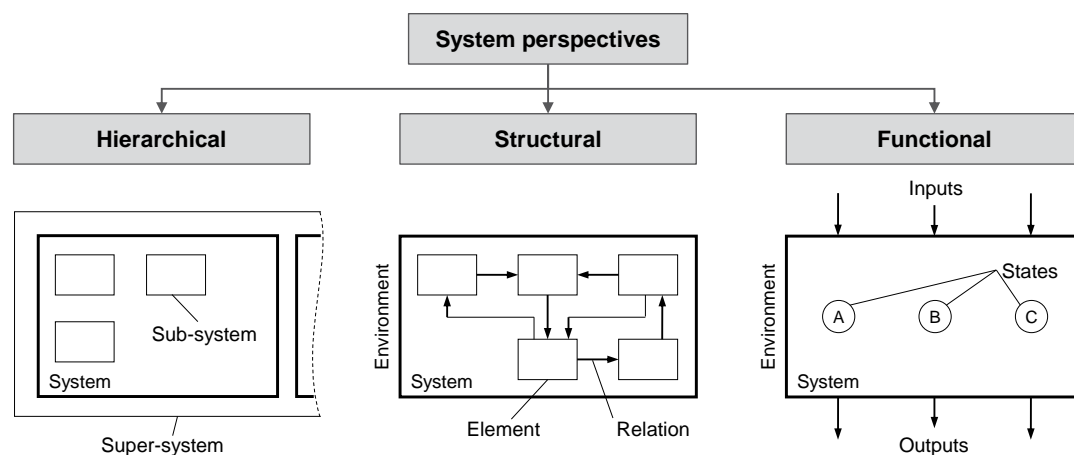 System perspectives
Hierarchical
Structural
Functional
Sub-system
System
Super-system
Environment
System
Element
Relation
Inputs
Environment
States
A
B
C
System
Outputs